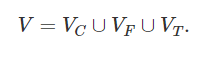 V = V_C ∪ V_F ∪ V_T.